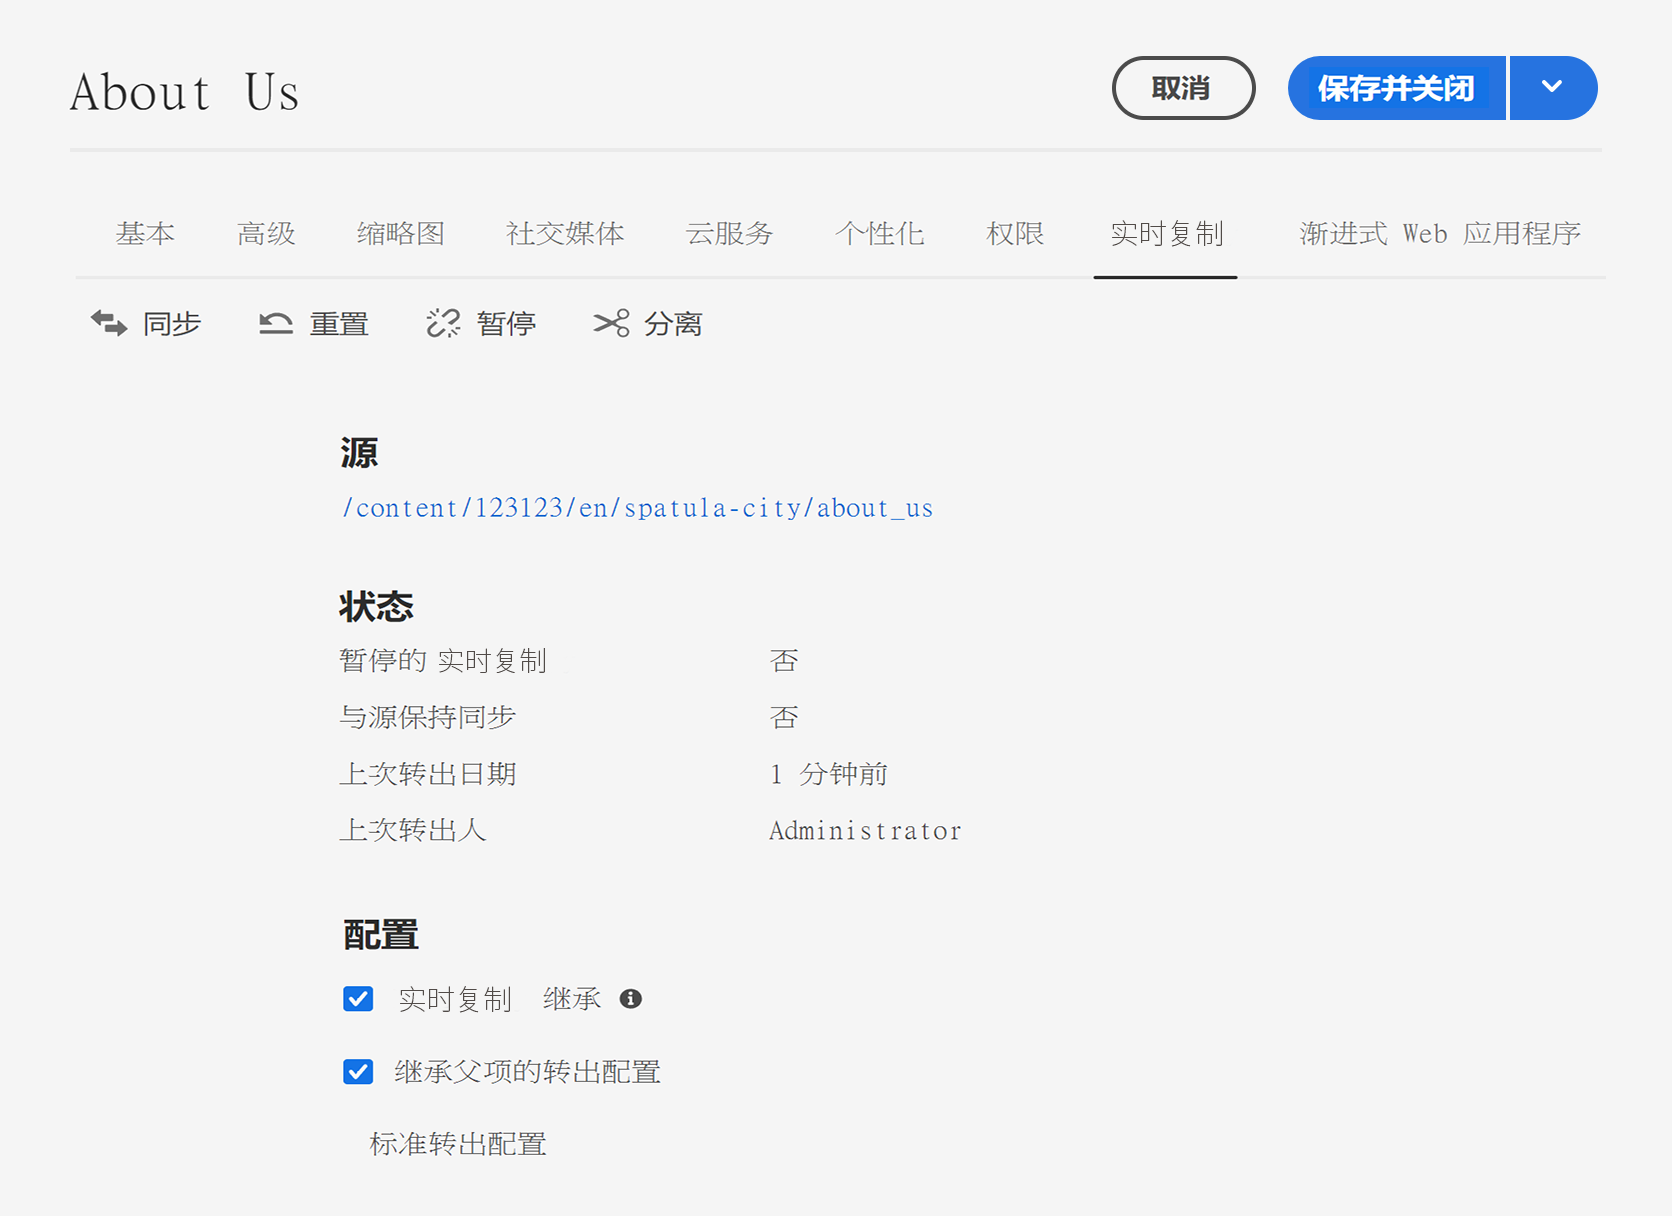 About Us
取消
保存并关闭
基本 高级 缩略图 社交媒体 云服务 个性化 权限 实时复制 渐进式 Web 应用程序
同步 重置 暂停 分离
源
/content/123123/en/spatula-city/about_us
状态
暂停的 实时复制 否
与源保持同步 否
上次转出日期 1 分钟前
上次转出人 Administrator
配置
实时复制 继承
继承父项的转出配置
标准转出配置